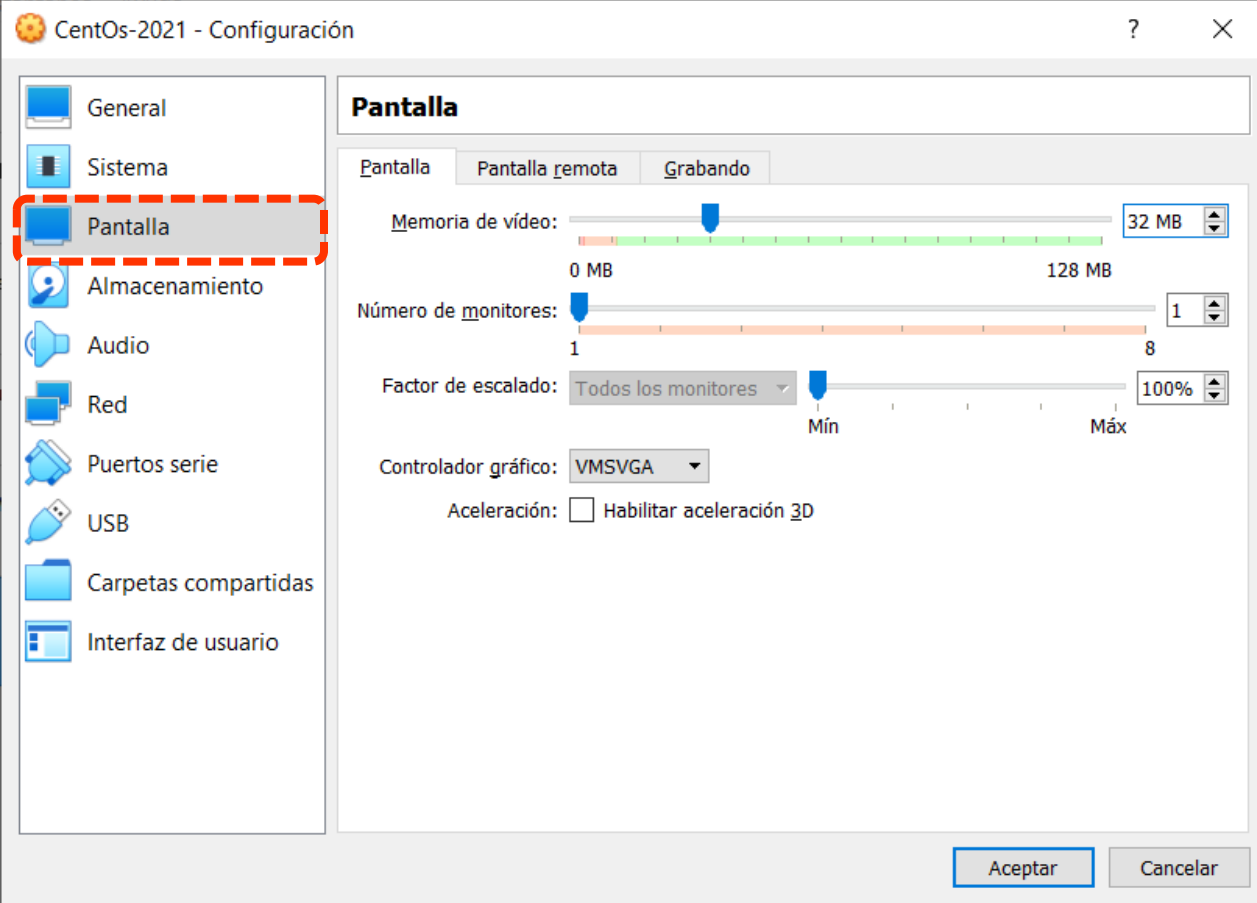 CentOs-2021 - Configuración
?
General
Sistema
Pantalla
Almacenamiento
Audio
Red
Puertos serie
USB
Carpetas compartidas
Interfaz de usuario
Pantalla
Pantalla Pantalla remota Grabando
Memoria de vídeo: 32 MB
0 MB 128 MB
Número de monitores: 1
1 8
Factor de escalado: Todos los monitores 100%
Mín Máx
Controlador gráfico: VMSVGA
Aceleración: Habilitar aceleración 3D
Aceptar Cancelar